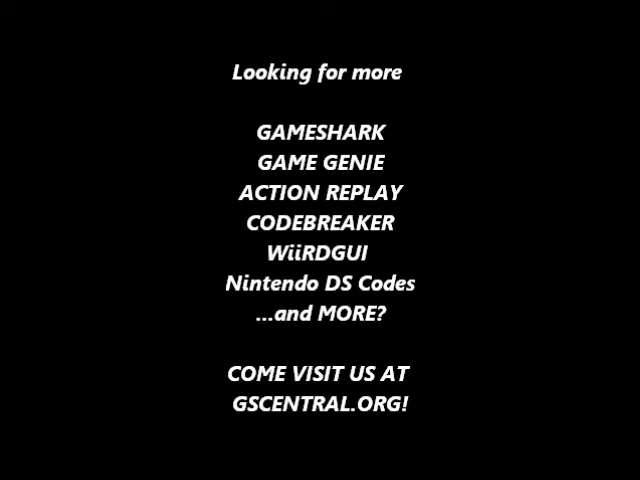 Looking for more
GAMESHARK
GAME GENIE
ACTION REPLAY
CODEBREAKER
WiiRDGUI
Nintendo DS Codes
...and MORE?
COME VISIT US AT
GSCENTRAL.ORG!